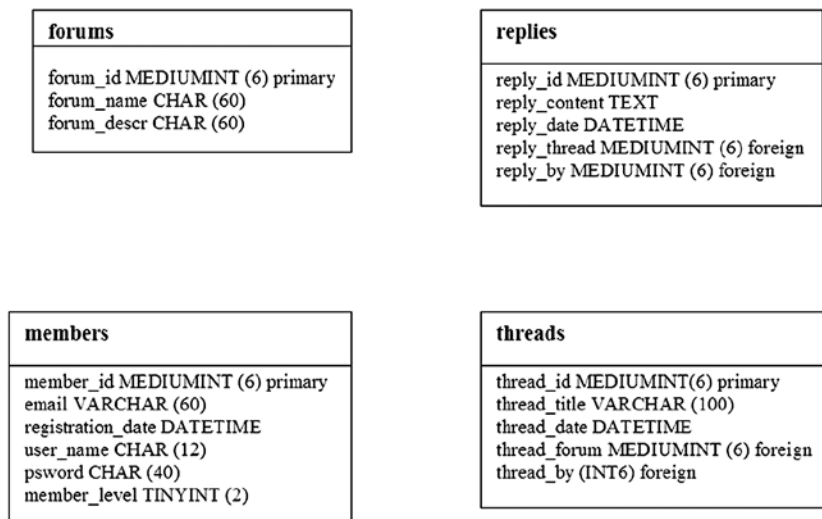 forums
forum_id MEDIUMINT (6) primary
forum_name CHAR (60)
forum_descr CHAR (60)
replies
reply_id MEDIUMINT (6) primary
reply_content TEXT
reply_date DATETIME
reply_thread MEDIUMINT (6) foreign
reply_by MEDIUMINT (6) foreign
members
member_id MEDIUMINT (6) primary
email VARCHAR (60)
registration_date DATETIME
user_name CHAR (12)
psword CHAR (40)
member_level TINYINT (2)
threads
thread_id MEDIUMINT(6) primary
thread_title VARCHAR (100)
thread_date DATETIME
thread_forum MEDIUMINT (6) foreign
thread_by (INT6) foreign